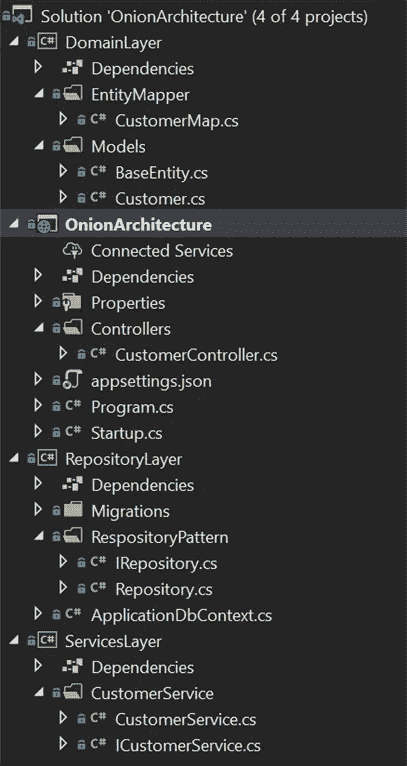 Solution 'OnionArchitecture' (4 of 4 projects)
C# DomainLayer
Dependencies
EntityMapper
C# CustomerMap.cs
Models
C# BaseEntity.cs
C# Customer.cs
OnionArchitecture
Connected Services
Dependencies
Properties
Controllers
C# CustomerController.cs
appsettings.json
C# Program.cs
C# Startup.cs
C# RepositoryLayer
Dependencies
Migrations
RespositoryPattern
C# IRepository.cs
C# Repository.cs
C# ApplicationDbContext.cs
C# ServicesLayer
Dependencies
CustomerService
C# CustomerService.cs
C# ICustomerService.cs